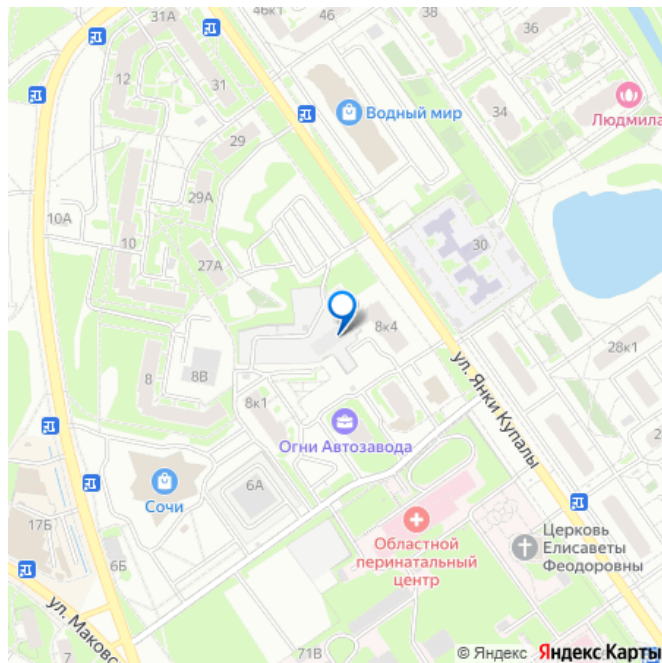 31А
46к1
46
38
36
12
31
Водный мир
34
Людмила
29
29А
10А
10
30
27А
8к4
28к1
8
8В
ул. Янки Купалы
8к1
Огни Автозавода
6А
Сочи
17Б
Областной
перинатальный
центр
Церковь
Елисаветы
Феодоровны
6Б
ул. Маковс
7
71В
© Яндекс Яндекс Карты